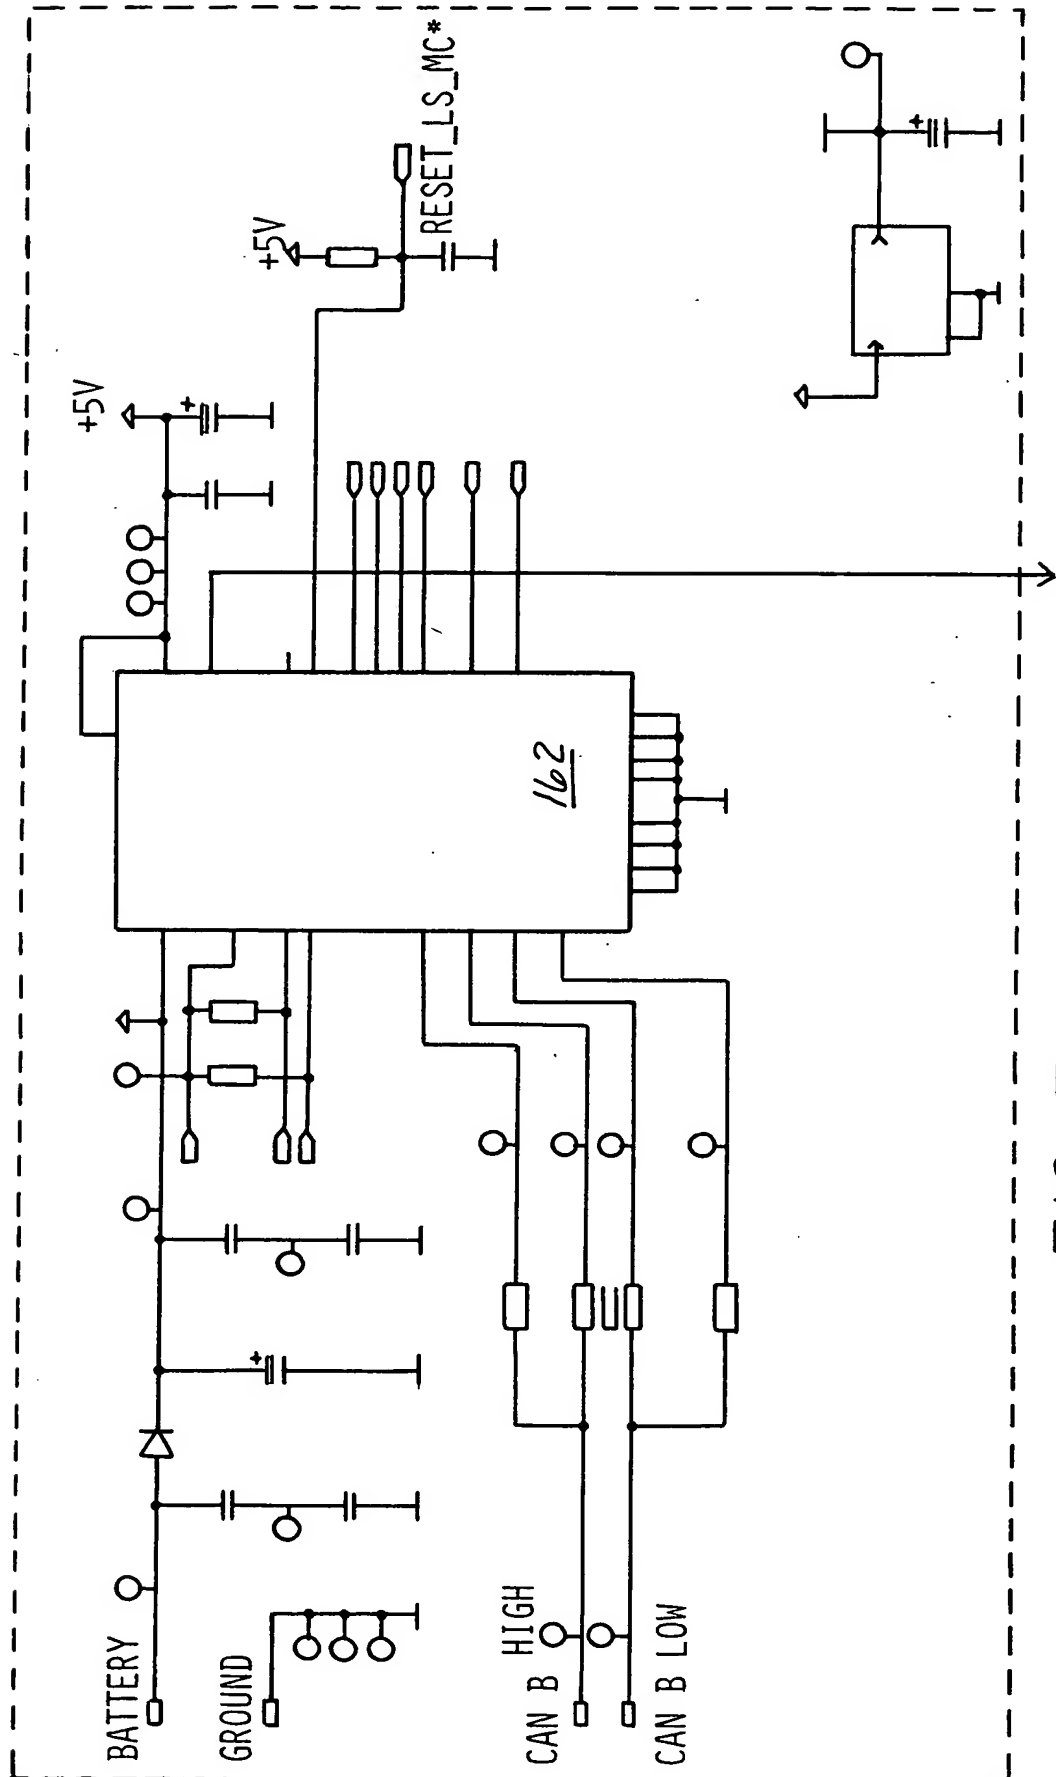 BATTERY
GROUND
CAN B HIGH
CAN B LOW
162
+5V
+5V
RESET_LS_MC*